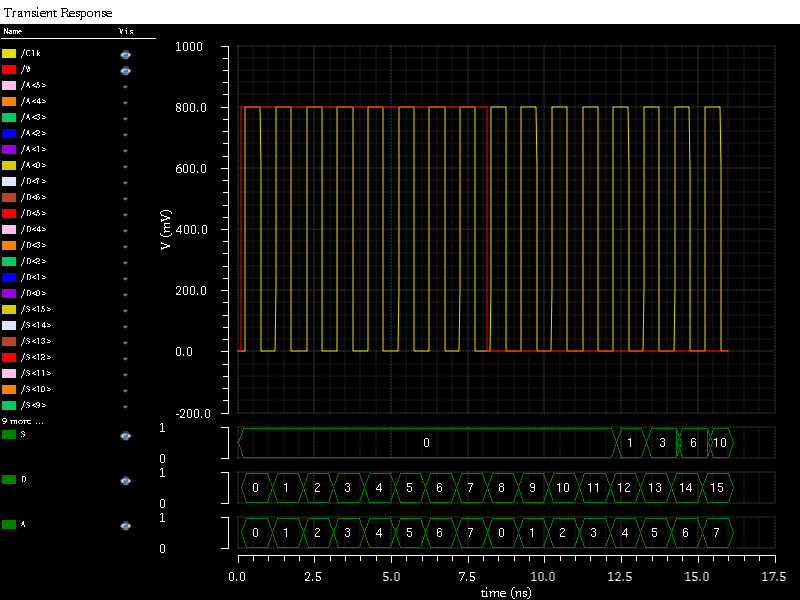 Transient Response
Name Vis
/Clk
/W
/A<5>
/A<4>
/A<3>
/A<2>
/A<1>
/A<0>
/D<7>
/D<6>
/D<5>
/D<4>
/D<3>
/D<2>
/D<1>
/D<0>
/S<15>
/S<14>
/S<13>
/S<12>
/S<11>
/S<10>
/S<9>
9 more ...
S
D
A
1000
800.0
600.0
400.0
200.0
0.0
-200.0
V (mV)
1
0
0 1 3 6 10
1
0
0 1 2 3 4 5 6 7 8 9 10 11 12 13 14 15
1
0
0 1 2 3 4 5 6 7 0 1 2 3 4 5 6 7
0.0 2.5 5.0 7.5 10.0 12.5 15.0 17.5
time (ns)